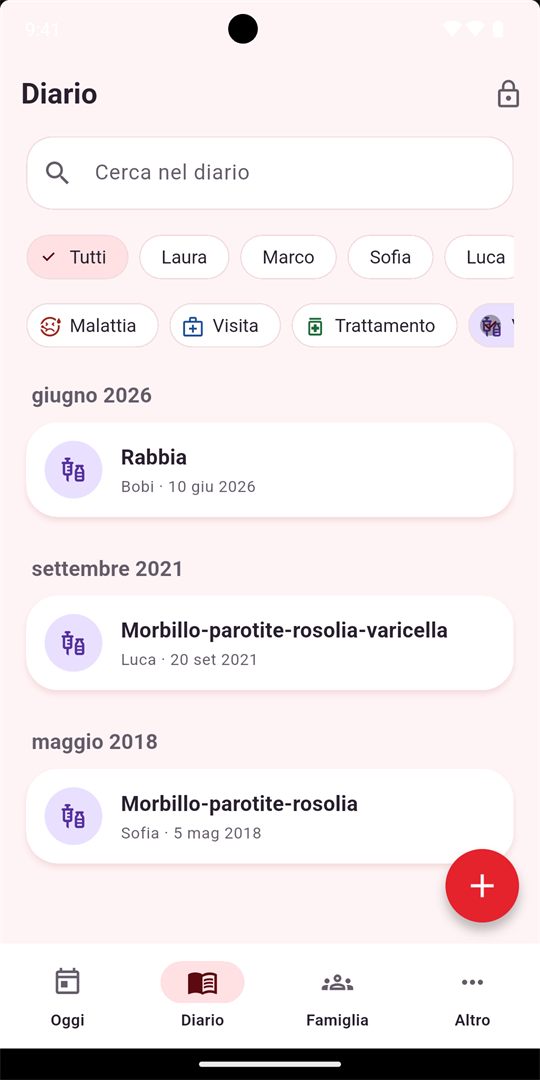 9:41
Diario
Cerca nel diario
Tutti Laura Marco Sofia Luca
Malattia Visita Trattamento
giugno 2026
Rabbia
Bobi · 10 giu 2026
settembre 2021
Morbillo-parotite-rosolia-varicella
Luca · 20 set 2021
maggio 2018
Morbillo-parotite-rosolia
Sofia · 5 mag 2018
Oggi Diario Famiglia Altro